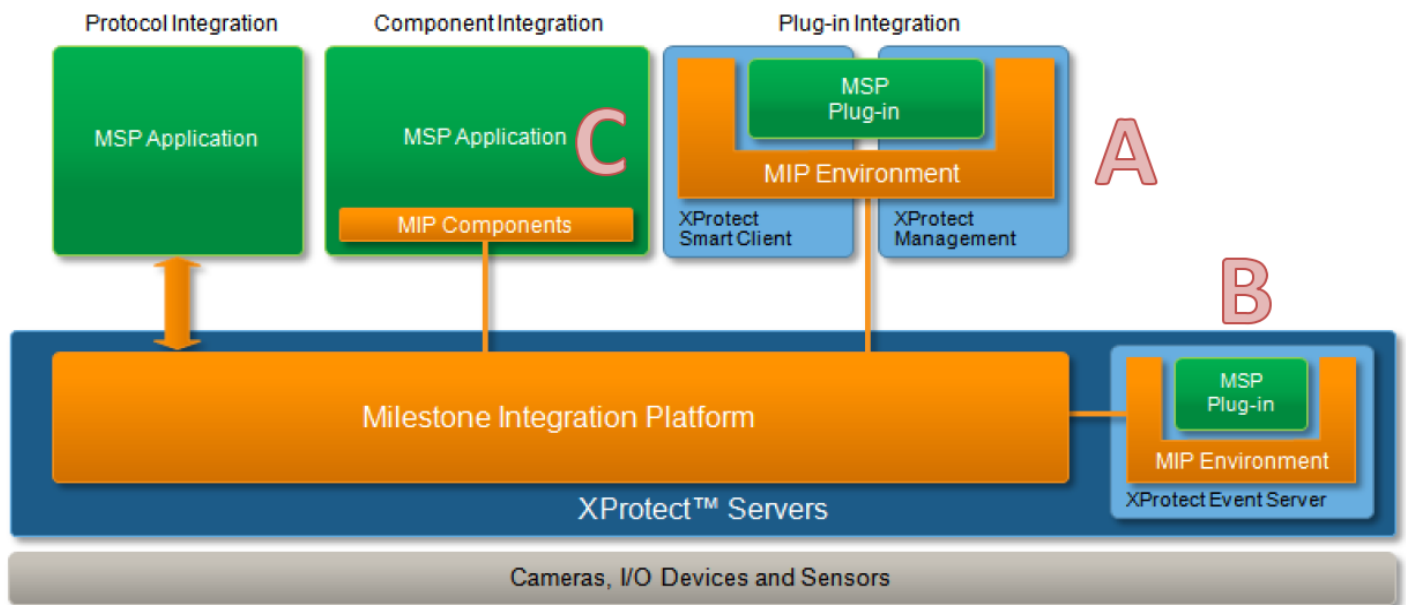 Protocol Integration
Component Integration
Plug-in Integration
MSP Application
MSP Application
C
MIP Components
MSP
Plug-in
MIP Environment
XProtect
Smart Client
XProtect
Management
A
B
Milestone Integration Platform
MSP
Plug-in
MIP Environment
XProtect Event Server
XProtect™ Servers
Cameras, I/O Devices and Sensors